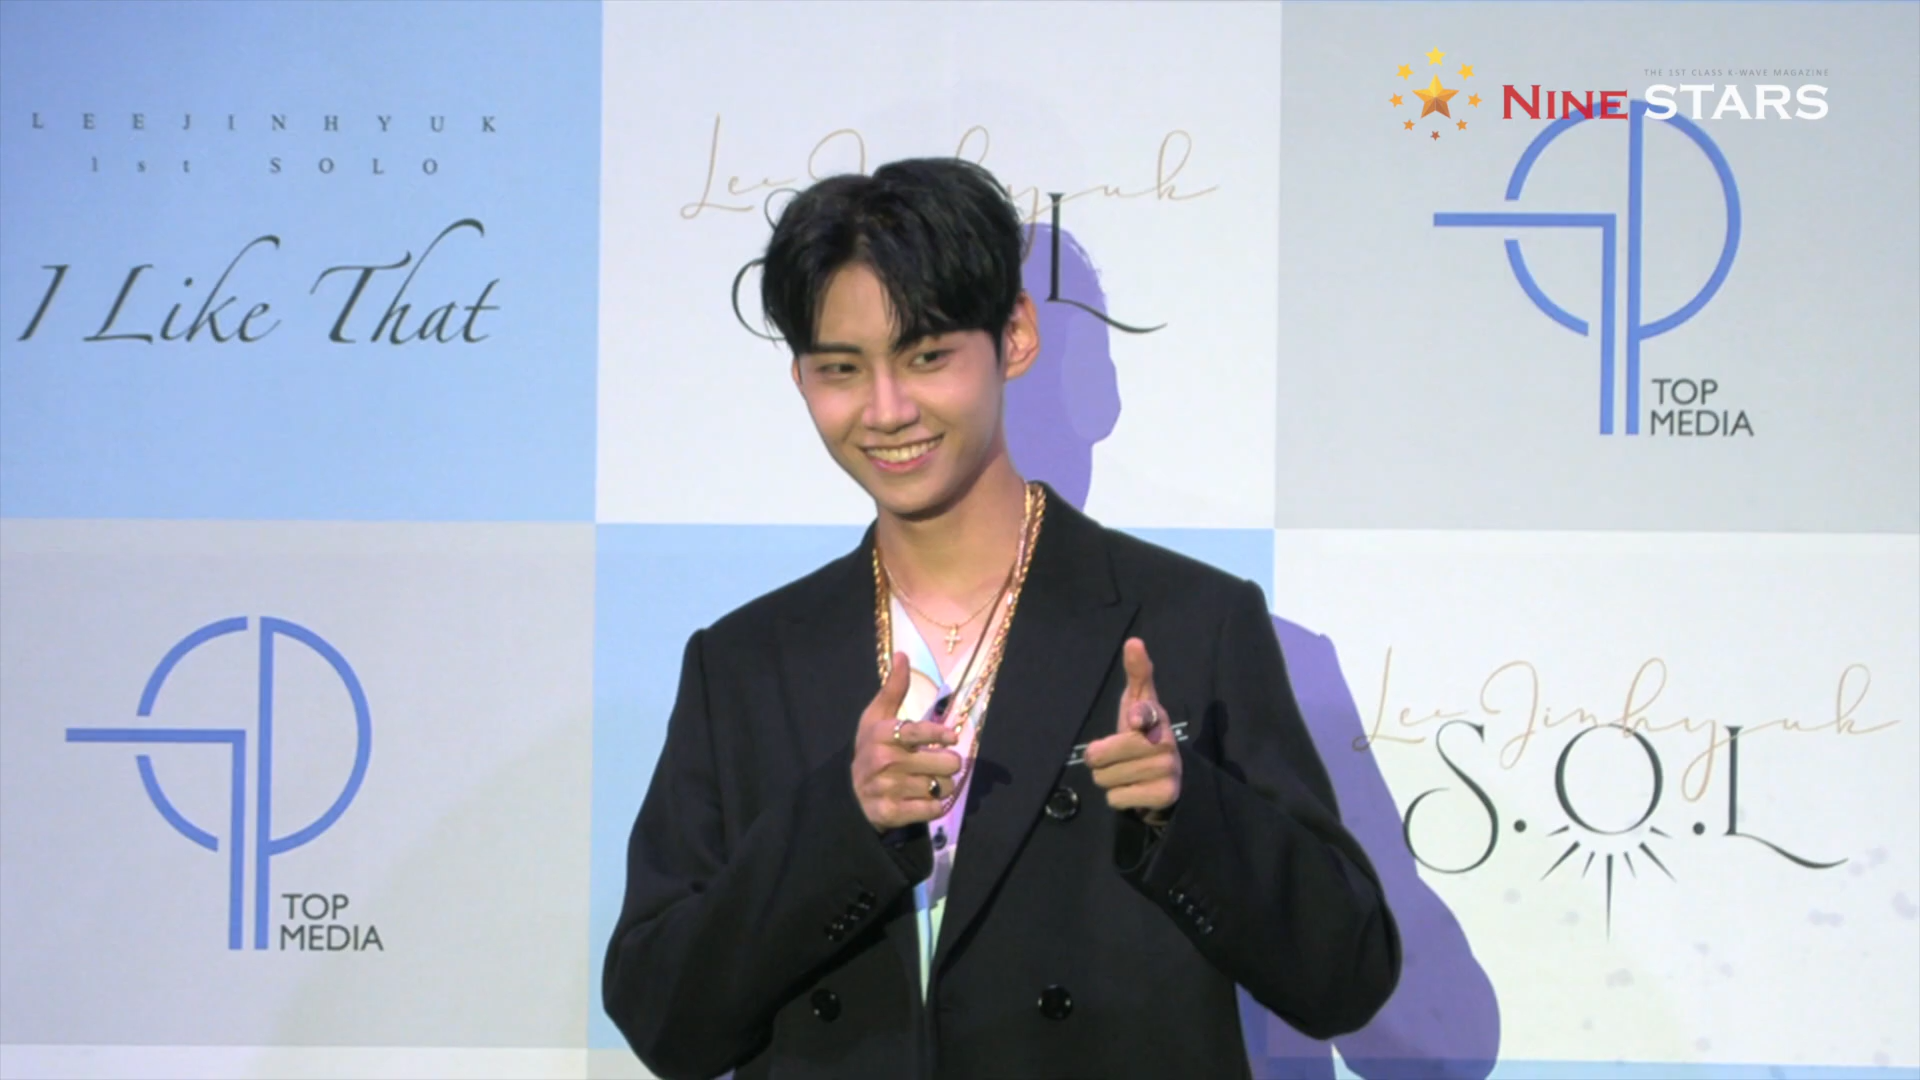 LEEJINHYUK
1st SOLO
I Like That
Lee Jinhyuk
L
THE 1ST CLASS K-WAVE MAGAZINE
NINE STARS
TOP
MEDIA
TOP
MEDIA
Lee Jinhyuk
S.O.L